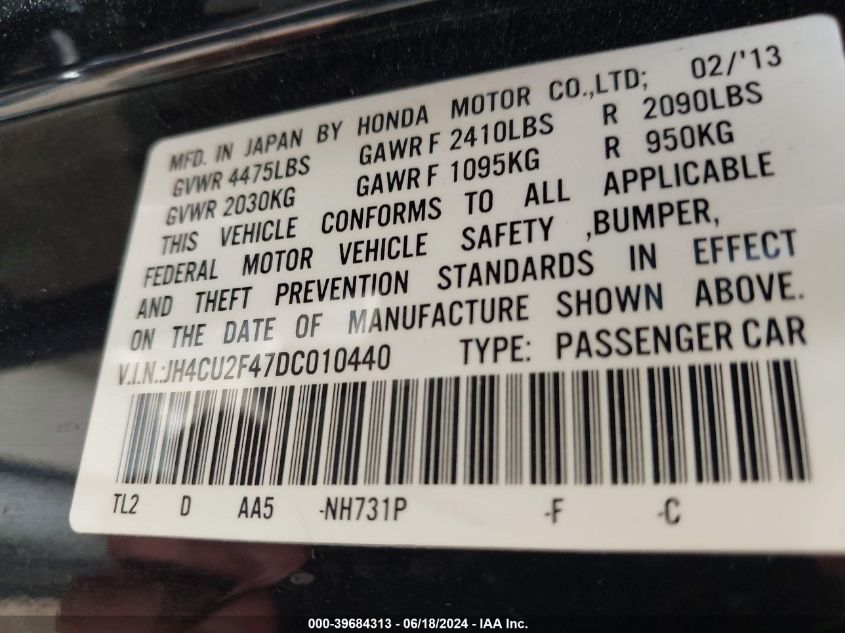 MFD. IN JAPAN BY HONDA MOTOR CO.,LTD; 02/'13
GVWR 4475LBS GAWR F 2410LBS R 2090LBS
GVWR 2030KG GAWR F 1095KG R 950KG
THIS VEHICLE CONFORMS TO ALL APPLICABLE
FEDERAL MOTOR VEHICLE SAFETY ,BUMPER,
AND THEFT PREVENTION STANDARDS IN EFFECT
ON THE DATE OF MANUFACTURE SHOWN ABOVE.
V.I.N.:JH4CU2F47DC010440 TYPE: PASSENGER CAR
TL2 D AA5 -NH731P -F -C
000-39684313 - 06/18/2024 - IAA Inc.